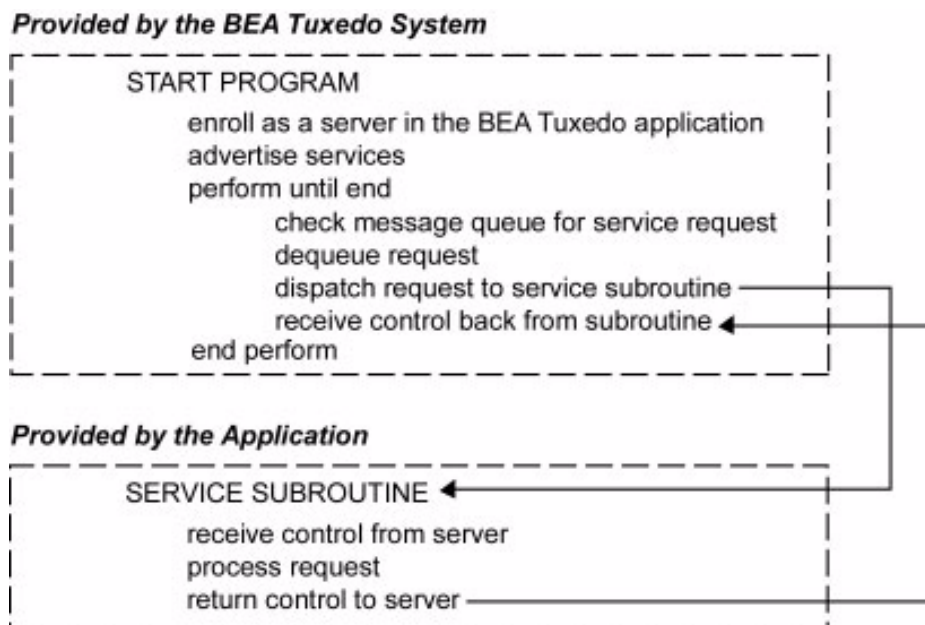 Provided by the BEA Tuxedo System
START PROGRAM
enroll as a server in the BEA Tuxedo application
advertise services
perform until end
check message queue for service request
dequeue request
dispatch request to service subroutine
receive control back from subroutine
end perform
Provided by the Application
SERVICE SUBROUTINE
receive control from server
process request
return control to server